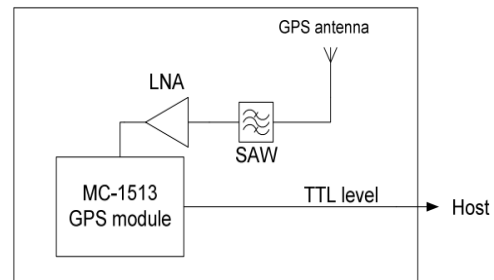 GPS antenna
LNA
SAW
MC-1513
GPS module
TTL level
Host